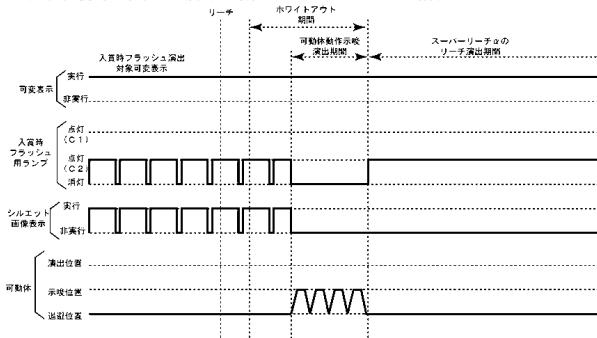 リーチ
ホワイトアウト
期間
可動体動作示唆
演出期間
スーパーリーチαの
リーチ演出期間
入賞時フラッシュ演出
対象可変表示
可変表示
実行
非実行
入賞時
フラッシュ
用ランプ
点灯
(C1)
点灯
(C2)
消灯
シルエット
画像表示
実行
非実行
可動体
演出位置
示唆位置
退避位置